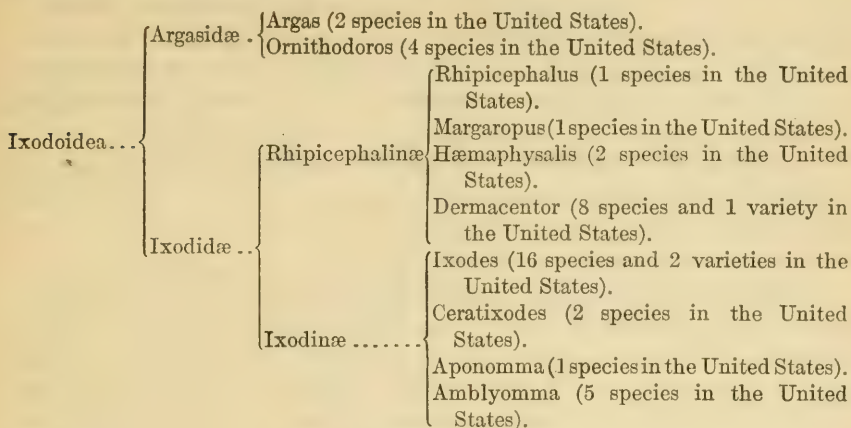 Argasidæ . Argas (2 species in the United States).
Ornithodoros (4 species in the United States).
Rhipicephalus (1 species in the United
States).
Ixodoidea... Margaropus (1 species in the United States).
Rhipicephalinæ Hæmaphysalis (2 species in the United
States).
Dermacentor (8 species and 1 variety in
the United States).
Ixodidæ ..
Ixodes (16 species and 2 varieties in the
United States).
Ceratixodes (2 species in the United
Ixodinæ ....... States).
Aponomma (1 species in the United States).
Amblyomma (5 species in the United
States).